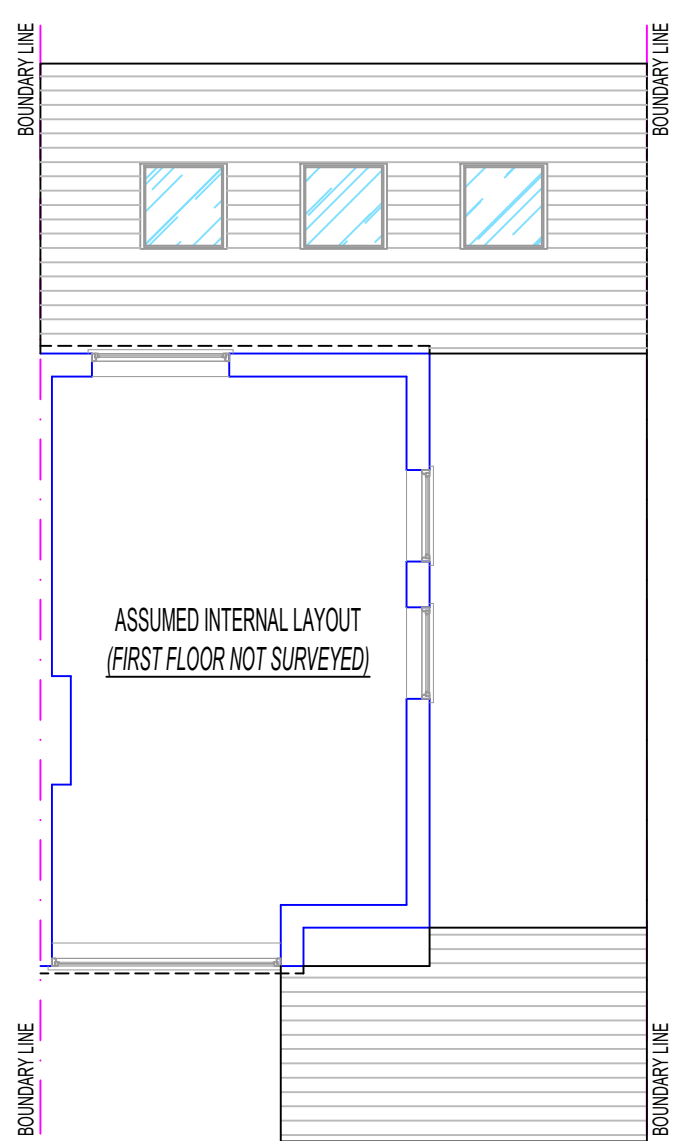 BOUNDARY LINE
BOUNDARY LINE
ASSUMED INTERNAL LAYOUT
(FIRST FLOOR NOT SURVEYED)
BOUNDARY LINE
BOUNDARY LINE